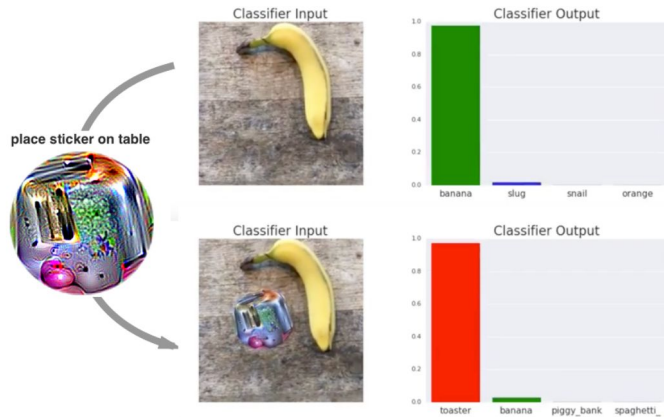 Classifier Input
Classifier Output
place sticker on table
1.0
0.8
0.6
0.4
0.2
0.0
banana slug snail orange
Classifier Input
Classifier Output
1.0
0.8
0.6
0.4
0.2
0.0
toaster banana piggy_bank spaghetti_